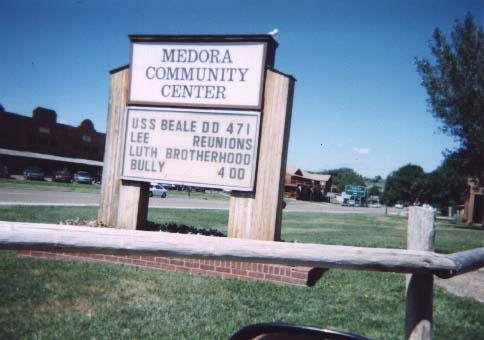 MEDORA
COMMUNITY
CENTER
USS BEALE DD 471
LEE REUNIONS
LUTH BROTHERHOOD
BULLY 4 00